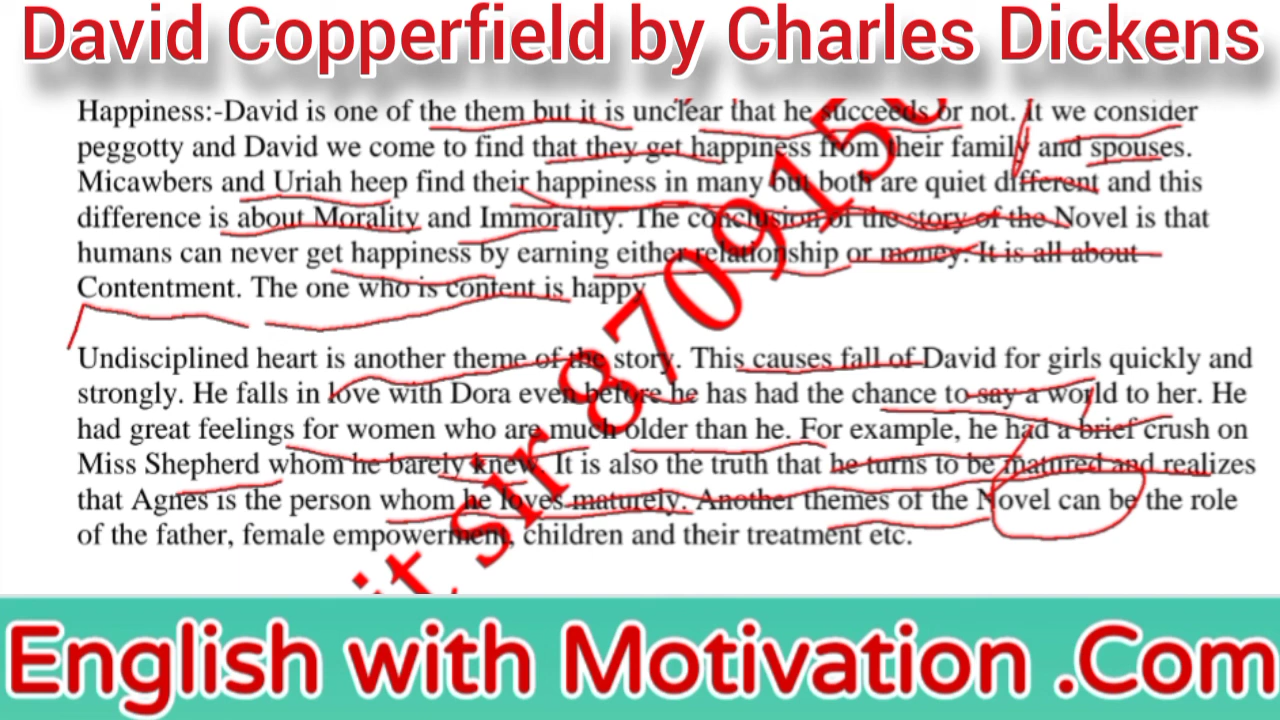 David Copperfield by Charles Dickens
Happiness:-David is one of the them but it is unclear that he succeeds or not. It we consider
peggotty and David we come to find that they get happiness from their family and spouses.
Micawbers and Uriah heep find their happiness in many but both are quiet different and this
difference is about Morality and Immorality. The conclusion of the story of the Novel is that
humans can never get happiness by earning either relationship or money. It is all about
Contentment. The one who is content is happy
Undisciplined heart is another theme of the story. This causes fall of David for girls quickly and
strongly. He falls in love with Dora even before he has had the chance to say a world to her. He
had great feelings for women who are much older than he. For example, he had a brief crush on
Miss Shepherd whom he barely knew. It is also the truth that he turns to be matured and realizes
that Agnes is the person whom he loves maturely. Another themes of the Novel can be the role
of the father, female empowerment, children and their treatment etc.
it sir 870915
English with Motivation .Com